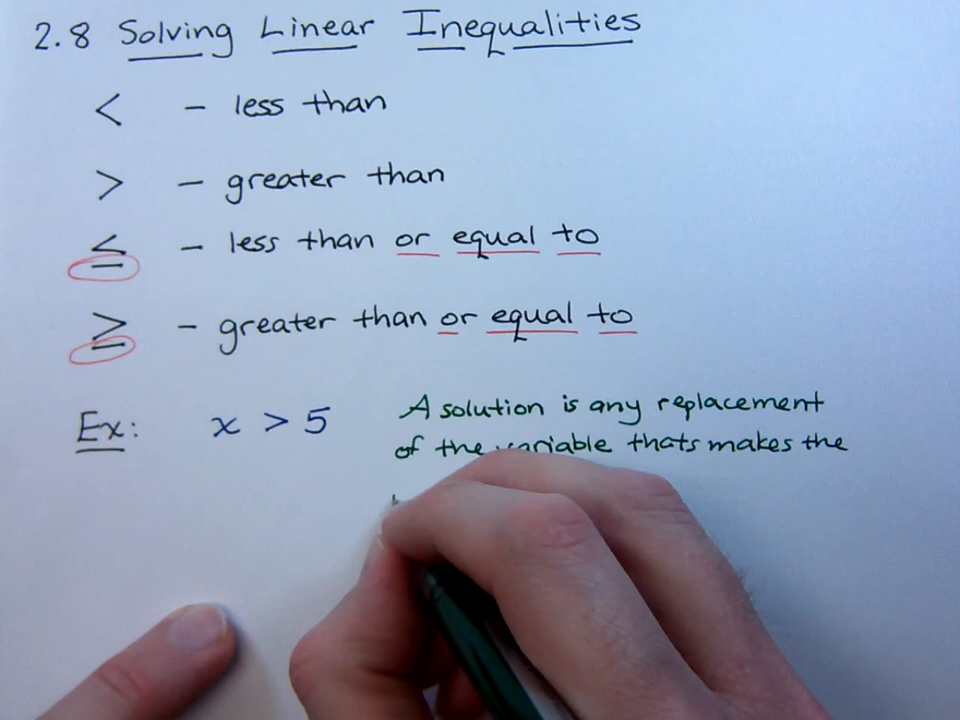 2.8 Solving Linear Inequalities
< - less than
> - greater than
≤ - less than or equal to
≥ - greater than or equal to
Ex: x > 5
A solution is any replacement
of the variable thats makes the